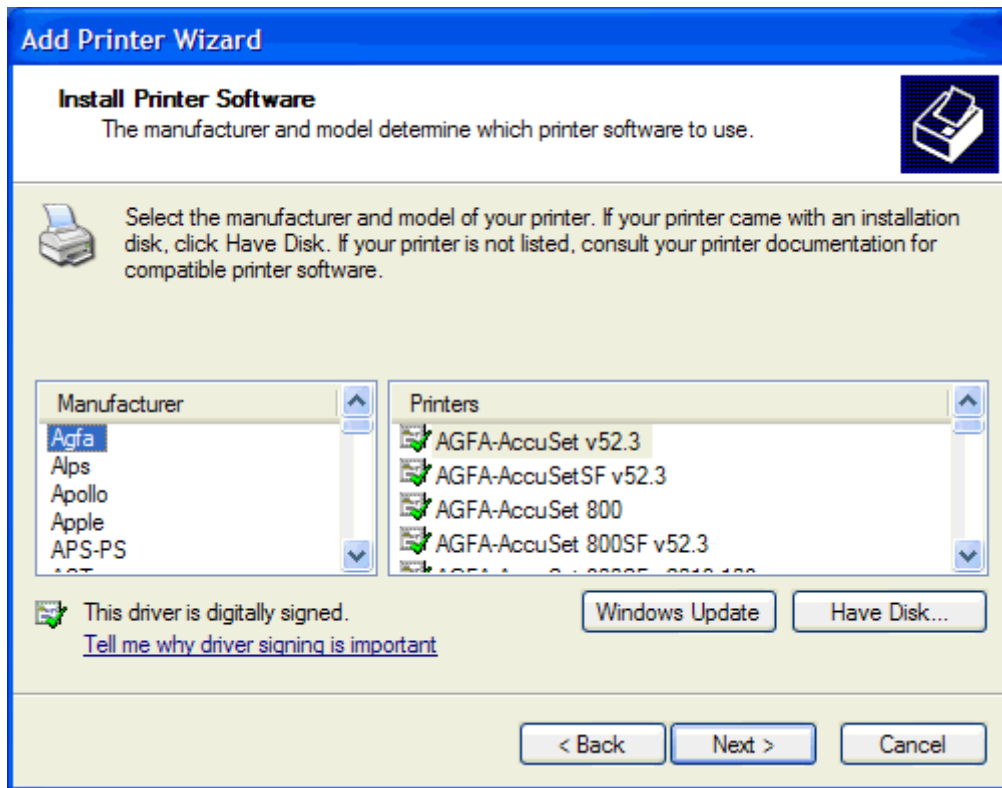 Add Printer Wizard
Install Printer Software
The manufacturer and model determine which printer software to use.
Select the manufacturer and model of your printer. If your printer came with an installation
disk, click Have Disk. If your printer is not listed, consult your printer documentation for
compatible printer software.
Manufacturer
Agfa
Alps
Apollo
Apple
APS-PS
Printers
AGFA-AccuSet v52.3
AGFA-AccuSetSF v52.3
AGFA-AccuSet 800
AGFA-AccuSet 800SF v52.3
This driver is digitally signed.
Tell me why driver signing is important
Windows Update
Have Disk...
< Back
Next >
Cancel